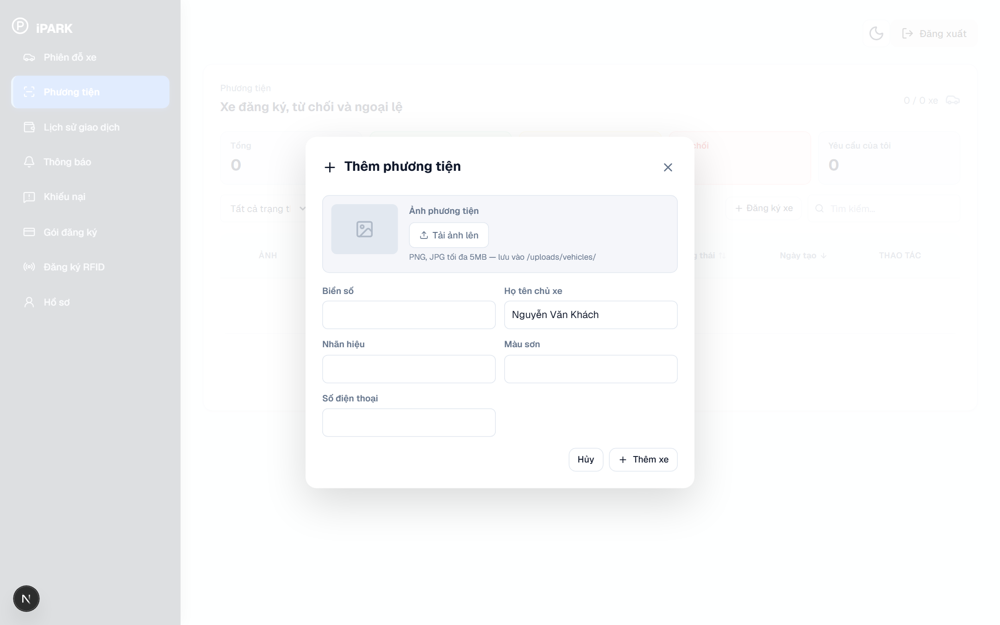 iPARK
Phiên đỗ xe
Phương tiện
Lịch sử giao dịch
Thông báo
Khiếu nại
Gói đăng ký
Đăng ký RFID
Hồ sơ
N
Đăng xuất
Phương tiện
Xe đăng ký, từ chối và ngoại lệ
0 / 0 xe
Tổng
0
chối
Yêu cầu của tôi
0
Tất cả trạng t
+ Đăng ký xe
Tìm kiếm...
ẢNH
thái
Ngày tạo
THAO TÁC
Thêm phương tiện
Ảnh phương tiện
Tải ảnh lên
PNG, JPG tối đa 5MB — lưu vào /uploads/vehicles/
Biển số
Họ tên chủ xe
Nguyễn Văn Khách
Nhãn hiệu
Màu sơn
Số điện thoại
Hủy
+ Thêm xe